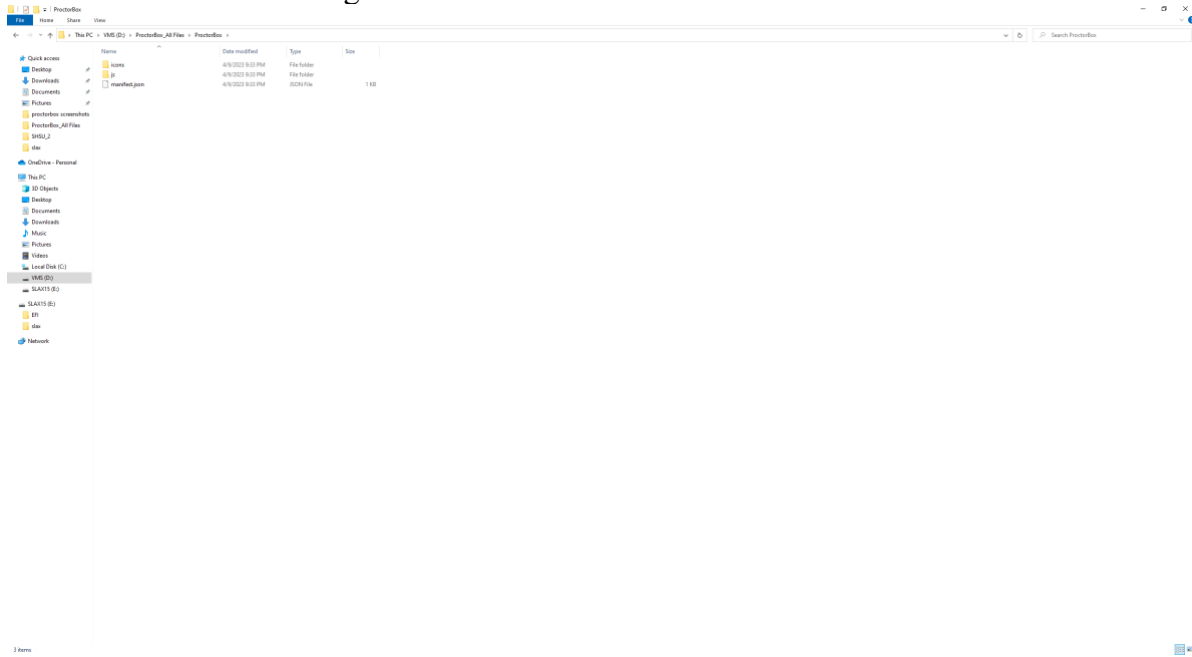 ProctorBox
File Home Share View
This PC > VMS (D:) > ProctorBox_All Files > ProctorBox >
Search ProctorBox
Name Date modified Type Size
icons 4/9/2023 9:33 PM File folder
js 4/9/2023 9:33 PM File folder
manifest.json 4/9/2023 9:33 PM JSON File 1 KB
Quick access
Desktop
Downloads
Documents
Pictures
proctorbox screenshots
ProctorBox_All Files
SHSU_2
slax
OneDrive - Personal
This PC
3D Objects
Desktop
Documents
Downloads
Music
Pictures
Videos
Local Disk (C:)
VMS (D:)
SLAX15 (E:)
SLAX15 (E:)
EFI
slax
Network
3 items